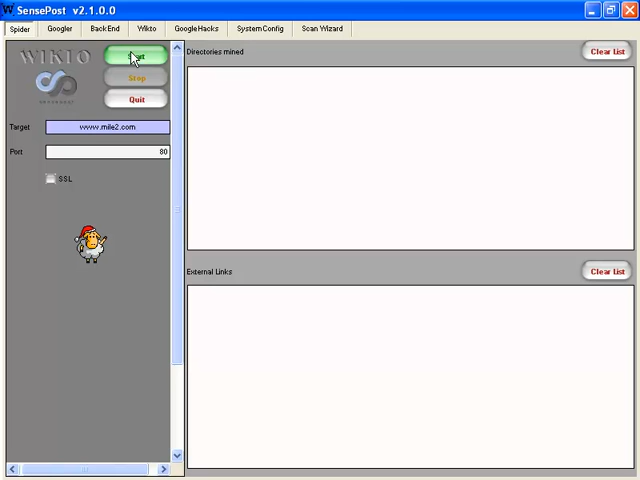 SensePost v2.1.0.0
Spider Googler BackEnd Wikto GoogleHacks SystemConfig Scan Wizard
WIKTO
Start
Stop
Quit
Target www.mile2.com
Port 80
SSL
Directories mined Clear List
External Links Clear List